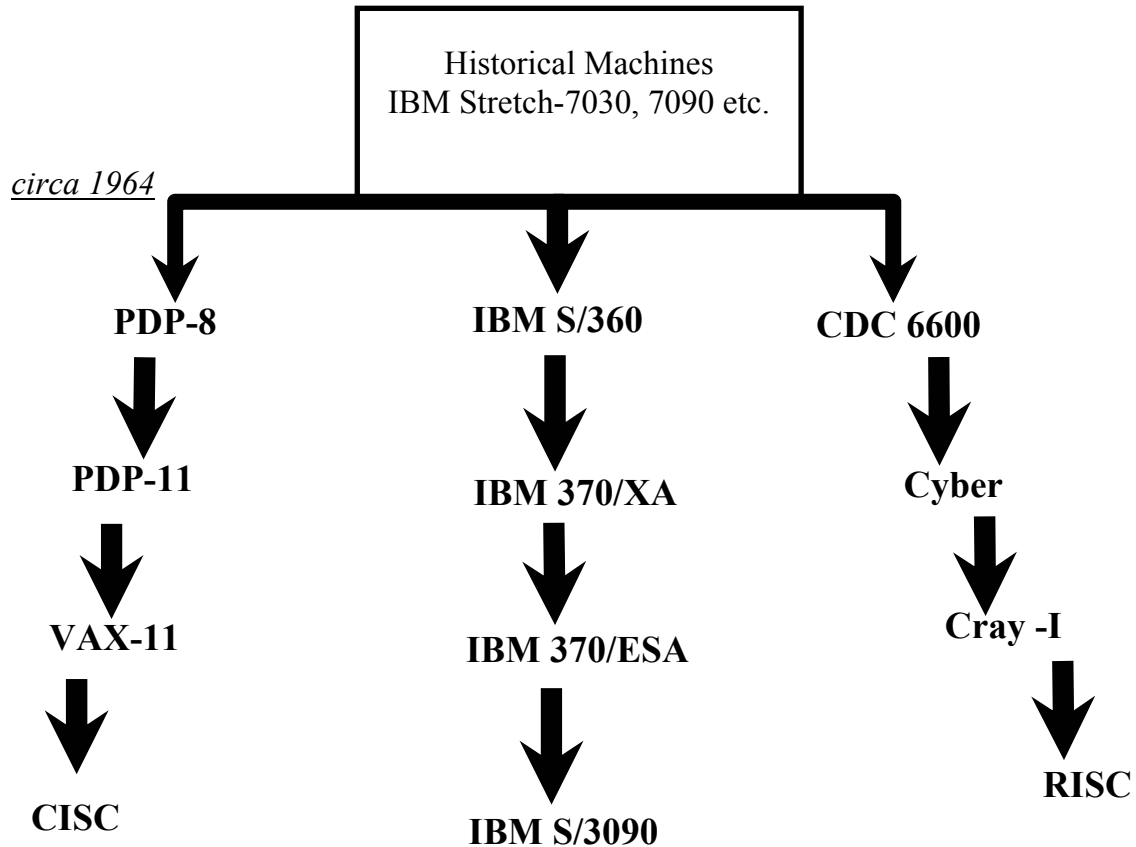 Historical Machines
IBM Stretch-7030, 7090 etc.
circa 1964
PDP-8
IBM S/360
CDC 6600
PDP-11
IBM 370/XA
Cyber
VAX-11
IBM 370/ESA
Cray -I
CISC
IBM S/3090
RISC